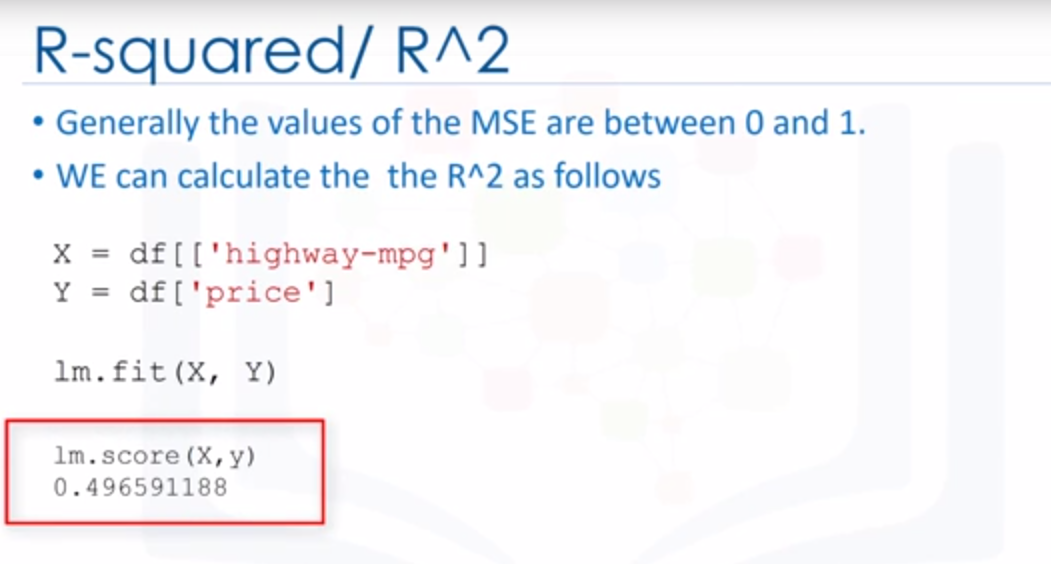 R-squared/ R^2
• Generally the values of the MSE are between 0 and 1.
• WE can calculate the the R^2 as follows
X = df[['highway-mpg']]
Y = df['price']
lm.fit(X, Y)
lm.score(X,y)
0.496591188